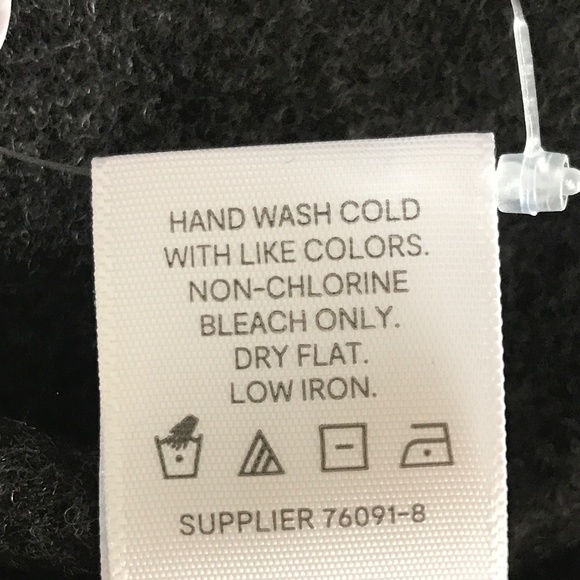 HAND WASH COLD
WITH LIKE COLORS.
NON-CHLORINE
BLEACH ONLY.
DRY FLAT.
LOW IRON.
SUPPLIER 76091-8